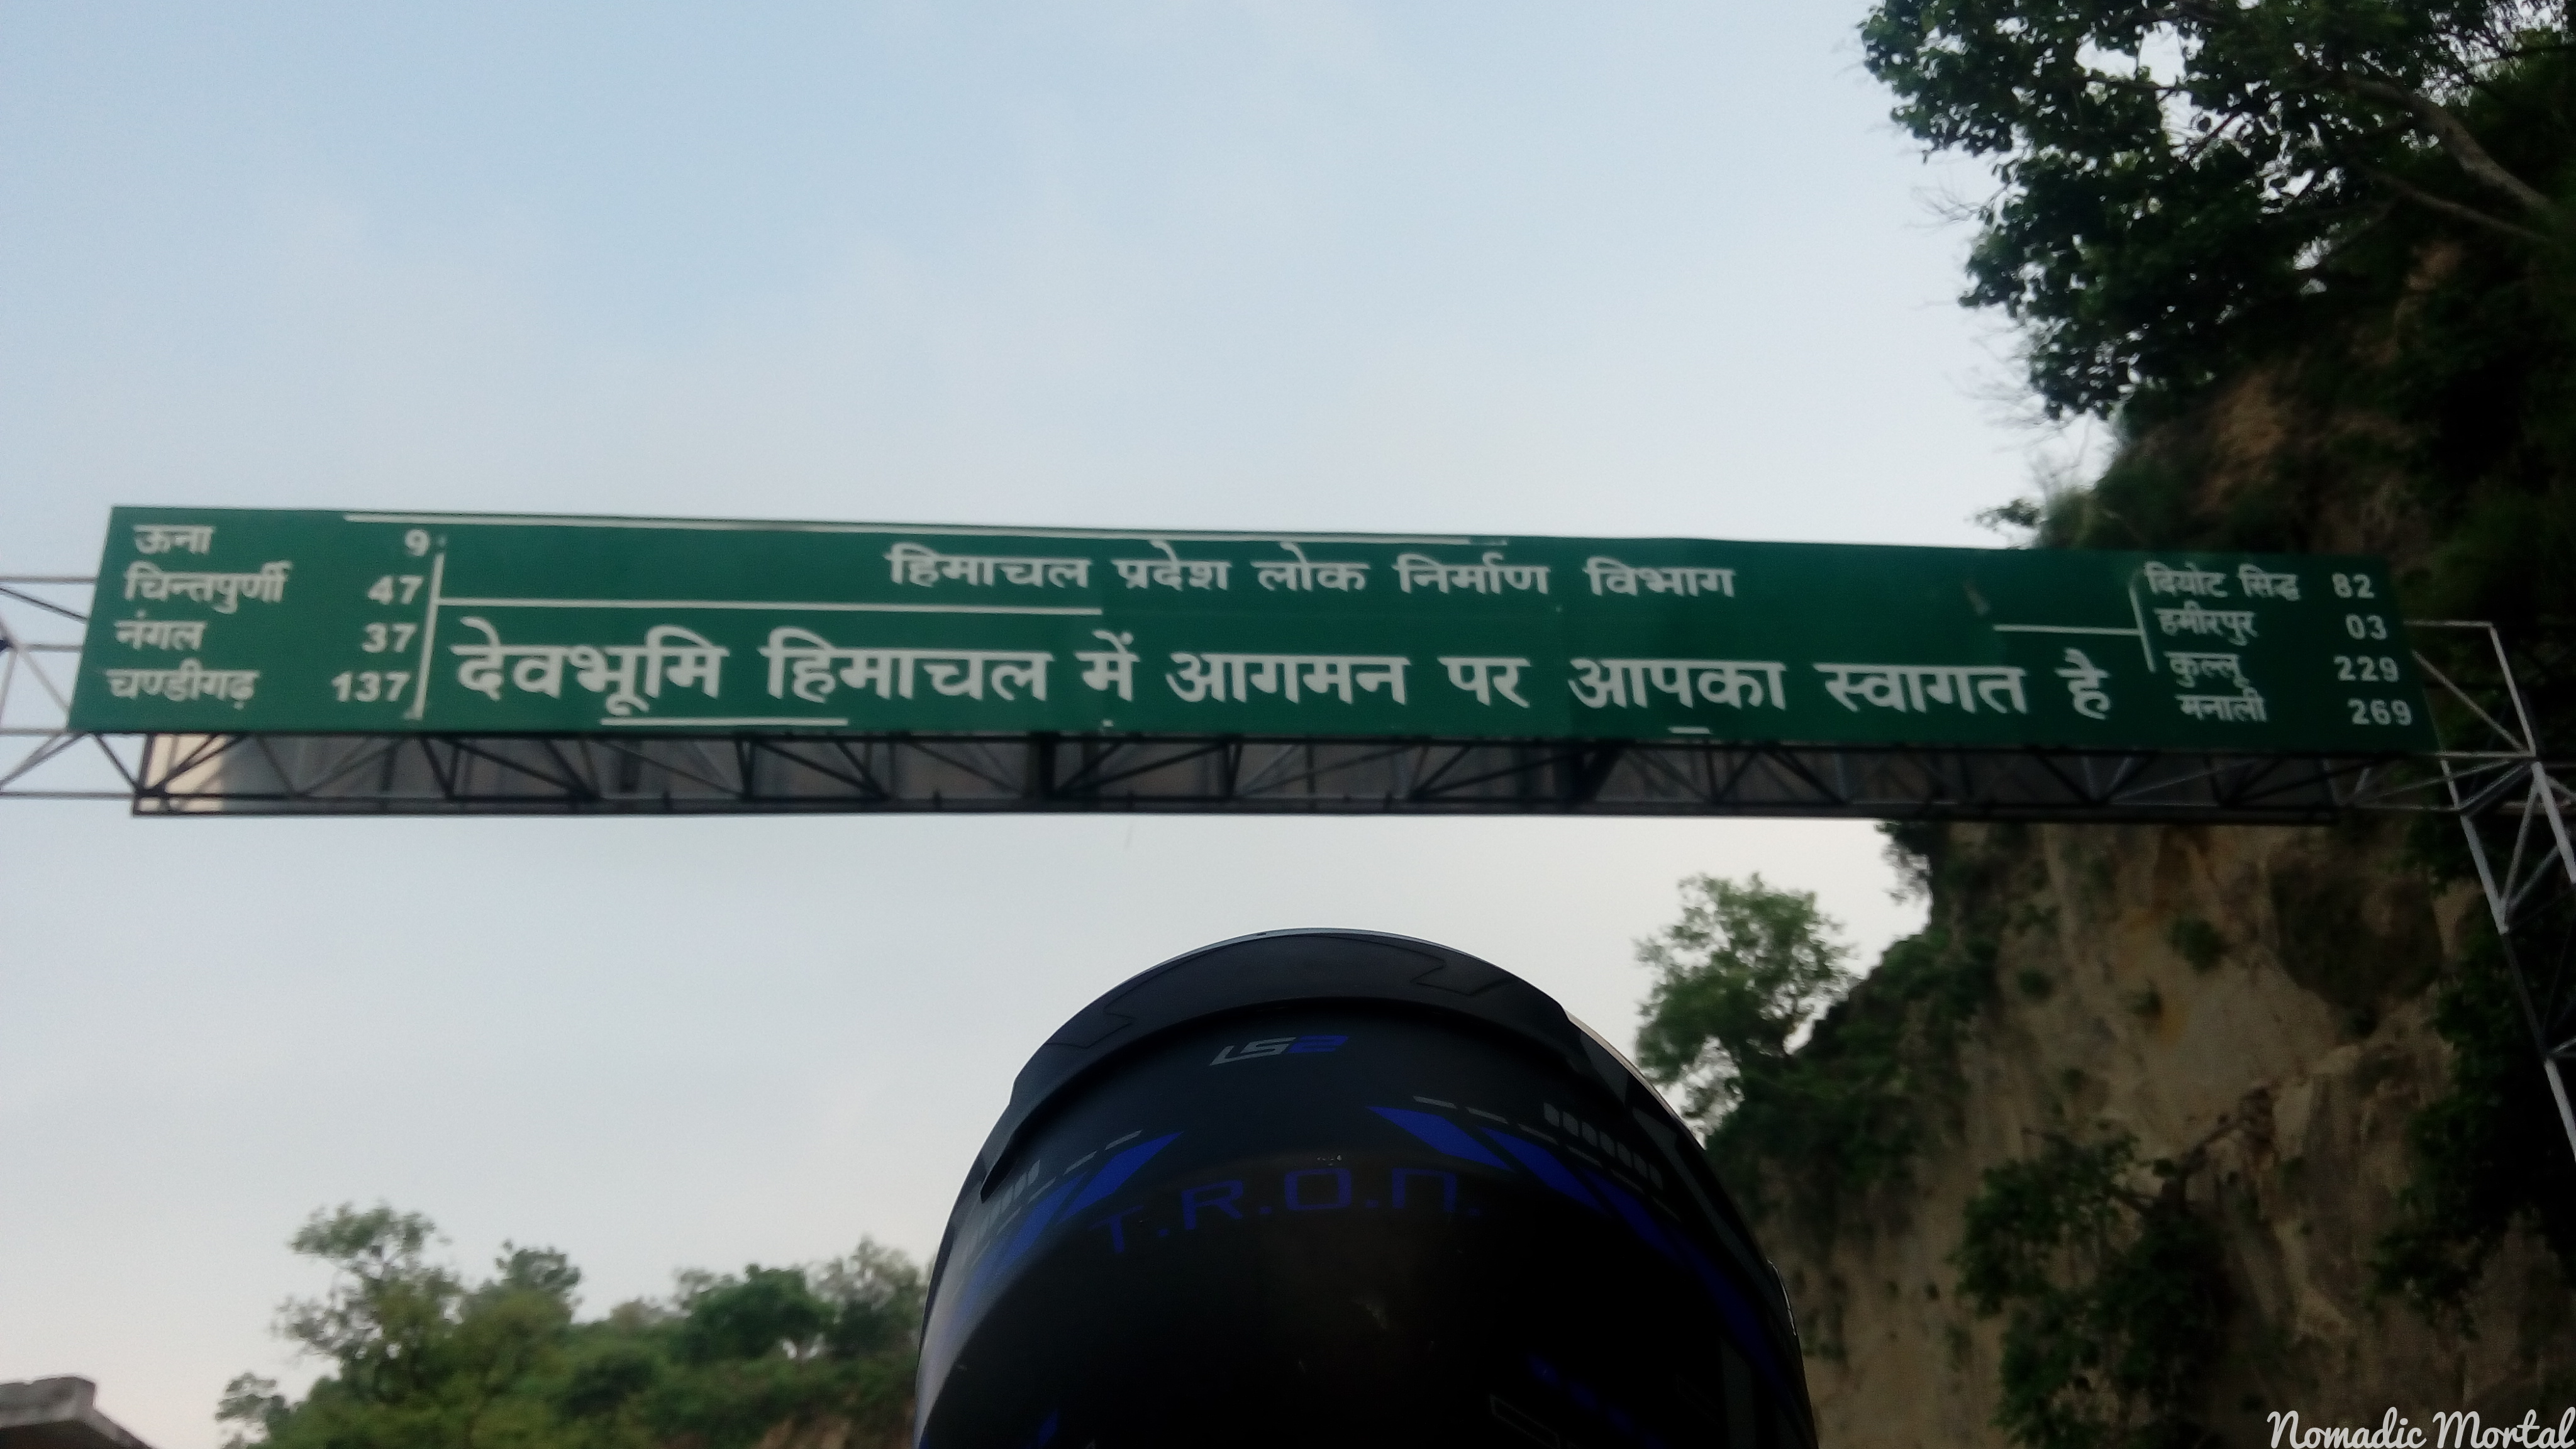 ऊना 9
चिन्तपुर्णी 47
नंगल 37
चण्डीगढ़ 137
हिमाचल प्रदेश लोक निर्माण विभाग
देवभूमि हिमाचल में आगमन पर आपका स्वागत है
दियोट सिद्ध 82
हमीरपुर 03
कुल्लू 229
मनाली 269
LS2
T.R.O.N.
Nomadic Mortal